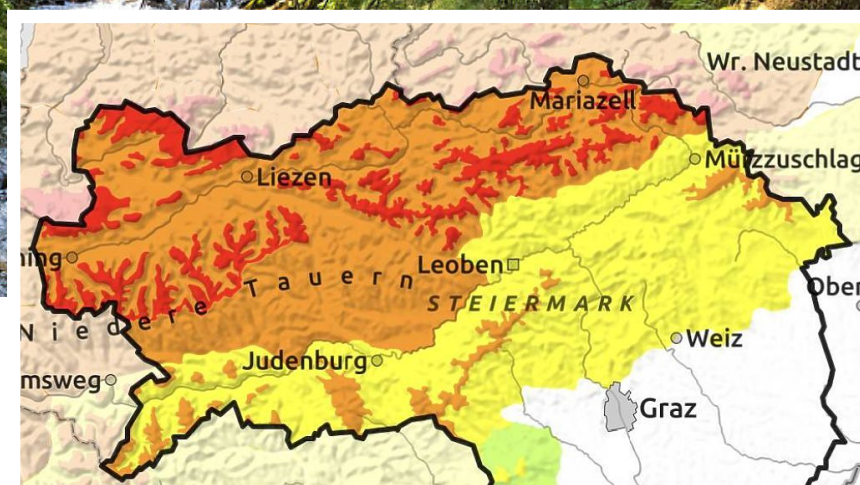 Wr. Neustadt
Mariazell
Mürzzuschlag
Liezen
Leoben
Niedere Tauern
STEIERMARK
Weiz
Judenburg
Graz